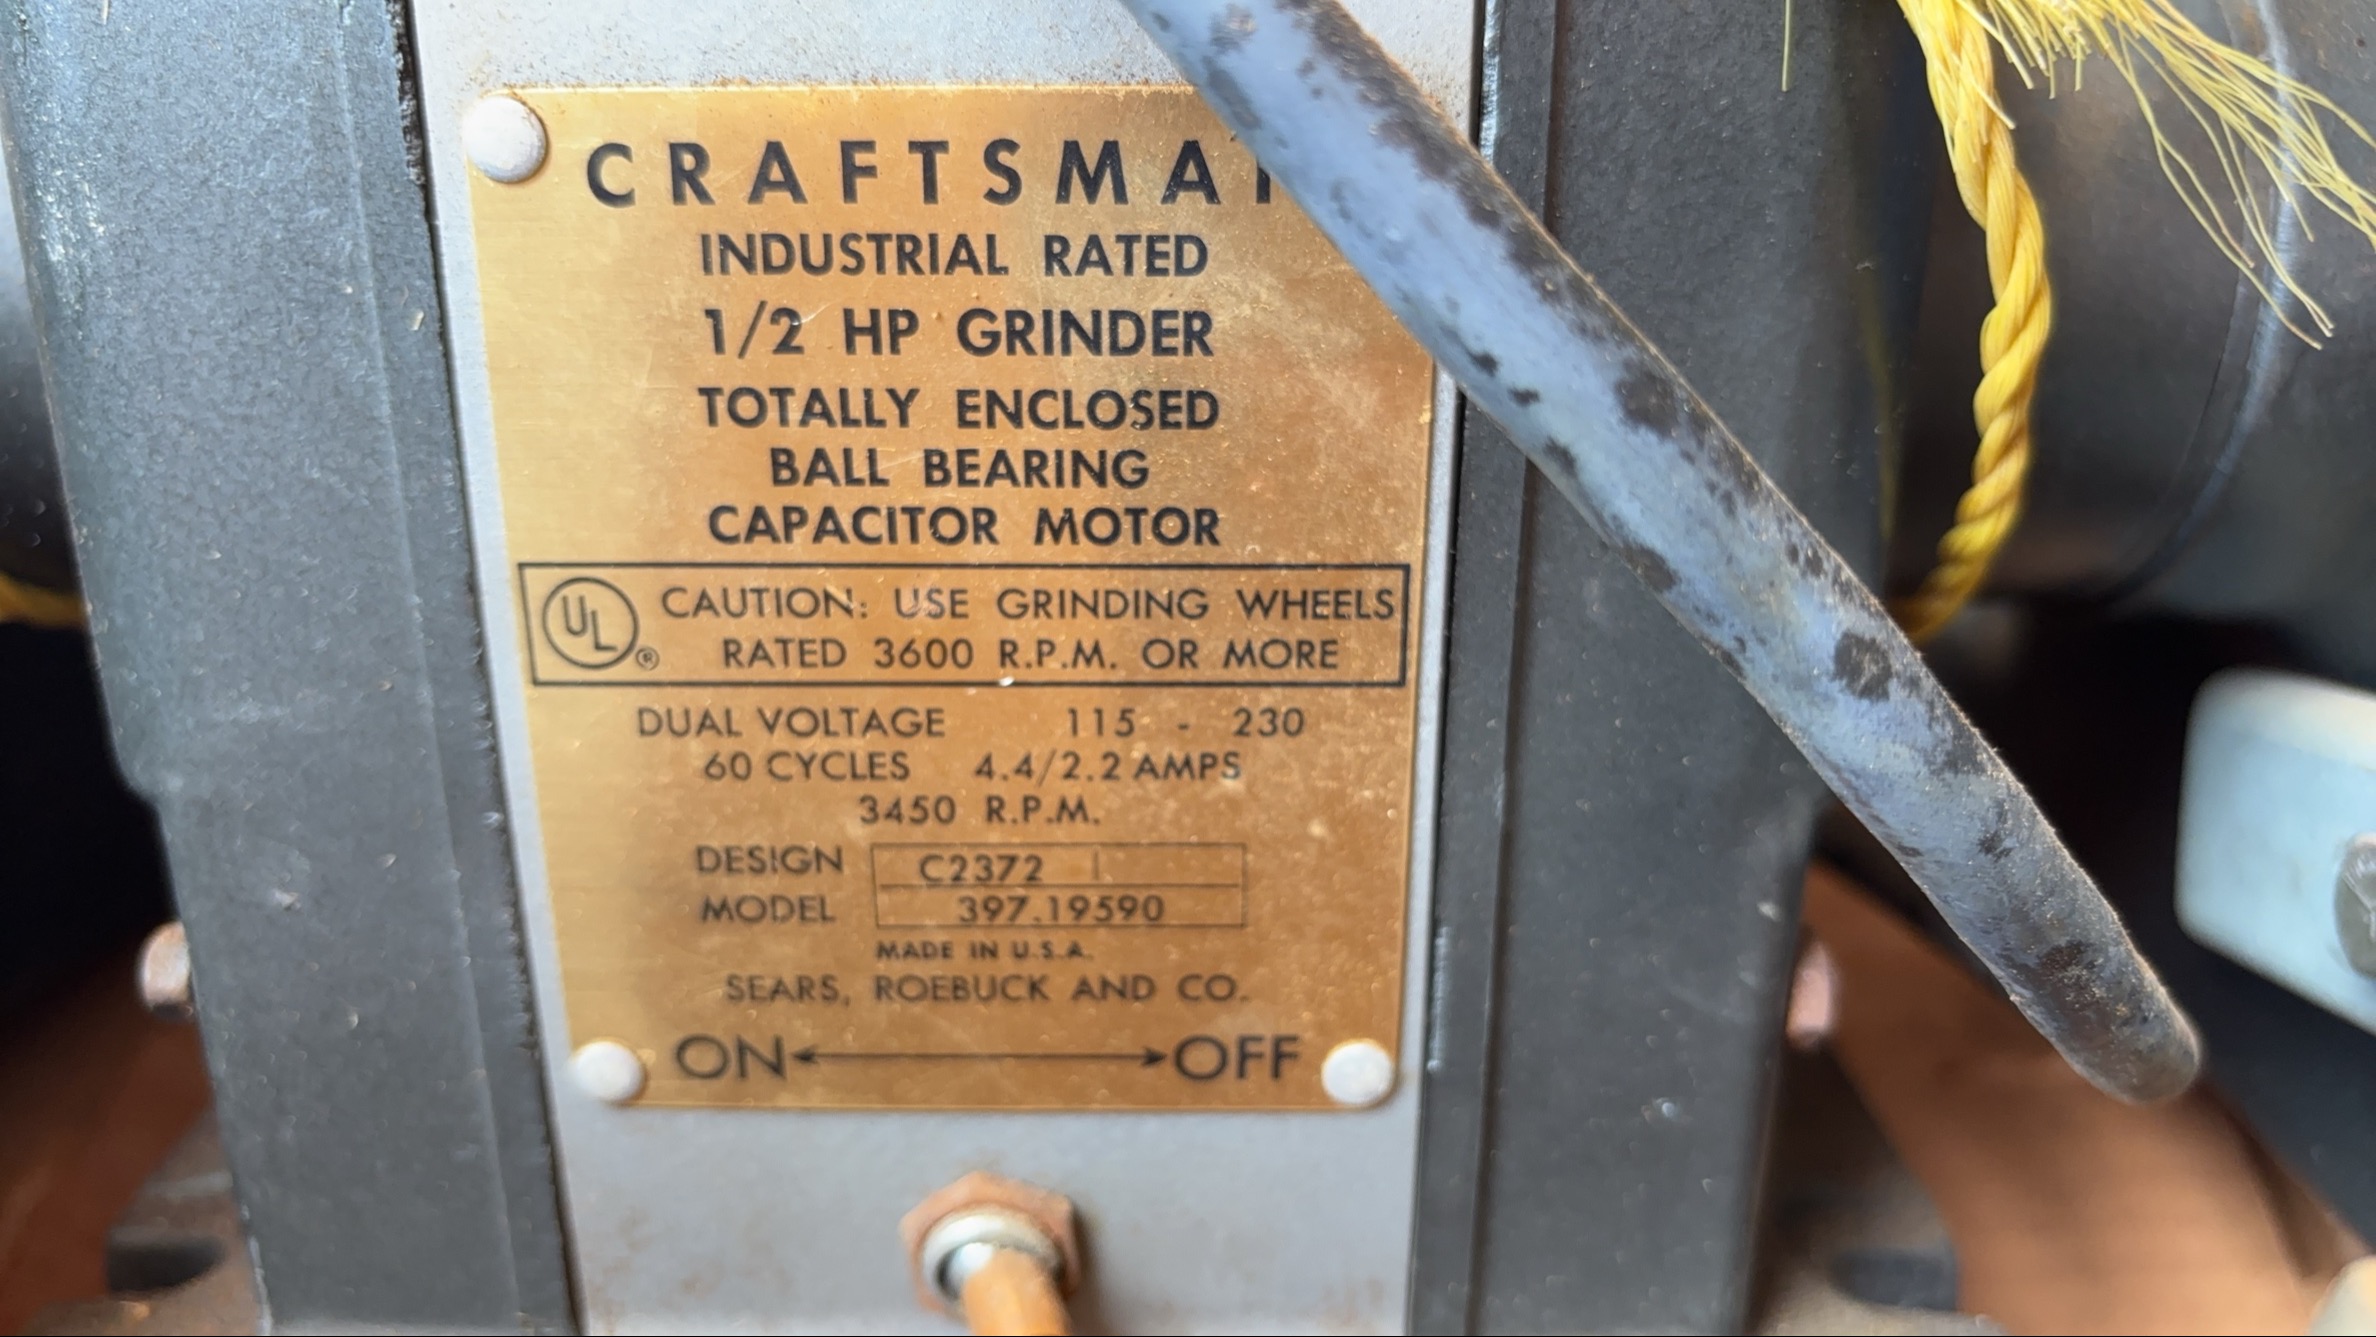 CRAFTSMA
INDUSTRIAL RATED
1/2 HP GRINDER
TOTALLY ENCLOSED
BALL BEARING
CAPACITOR MOTOR
UL ® CAUTION: USE GRINDING WHEELS
RATED 3600 R.P.M. OR MORE
DUAL VOLTAGE 115 - 230
60 CYCLES 4.4/2.2 AMPS
3450 R.P.M.
DESIGN C2372
MODEL 397.19590
MADE IN U.S.A.
SEARS, ROEBUCK AND CO.
ON OFF